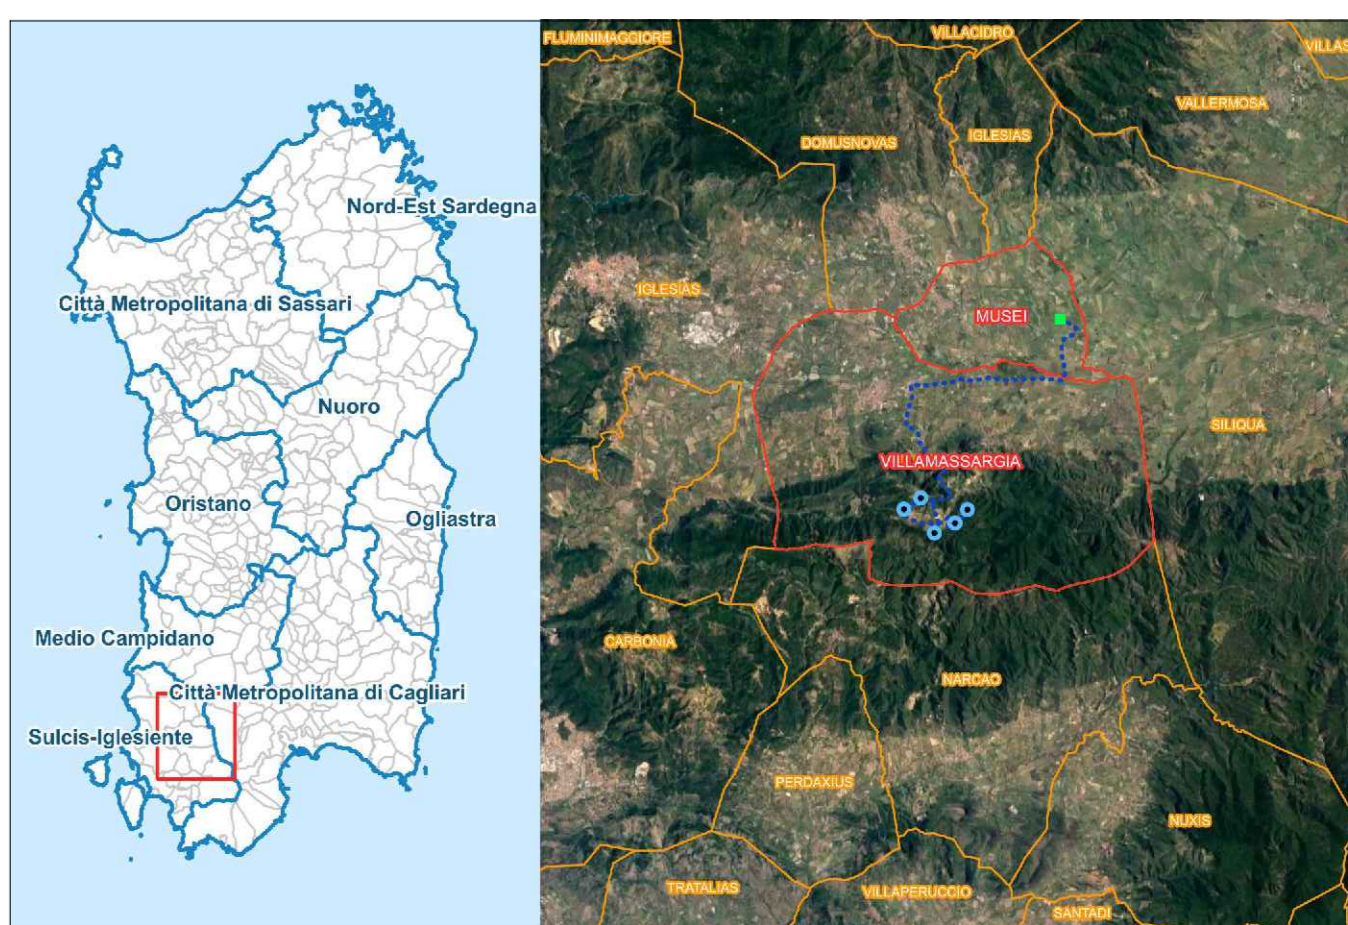 Nord-Est Sardegna
Città Metropolitana di Sassari
Nuoro
Oristano
Ogliastra
Medio Campidano
Città Metropolitana di Cagliari
Sulcis-Iglesiente
FLUMINIMAGGIORE
VILLACIDRO
VILLAS
VALLERMOSA
DOMUSNOVAS
IGLESIAS
IGLESIAS
MUSEI
SILIQUA
VILLAMASSARGIA
CARBONIA
NARCAO
PERDAXIUS
NUXIS
TRATALIAS
VILLAPERUCCIO
SANTADI